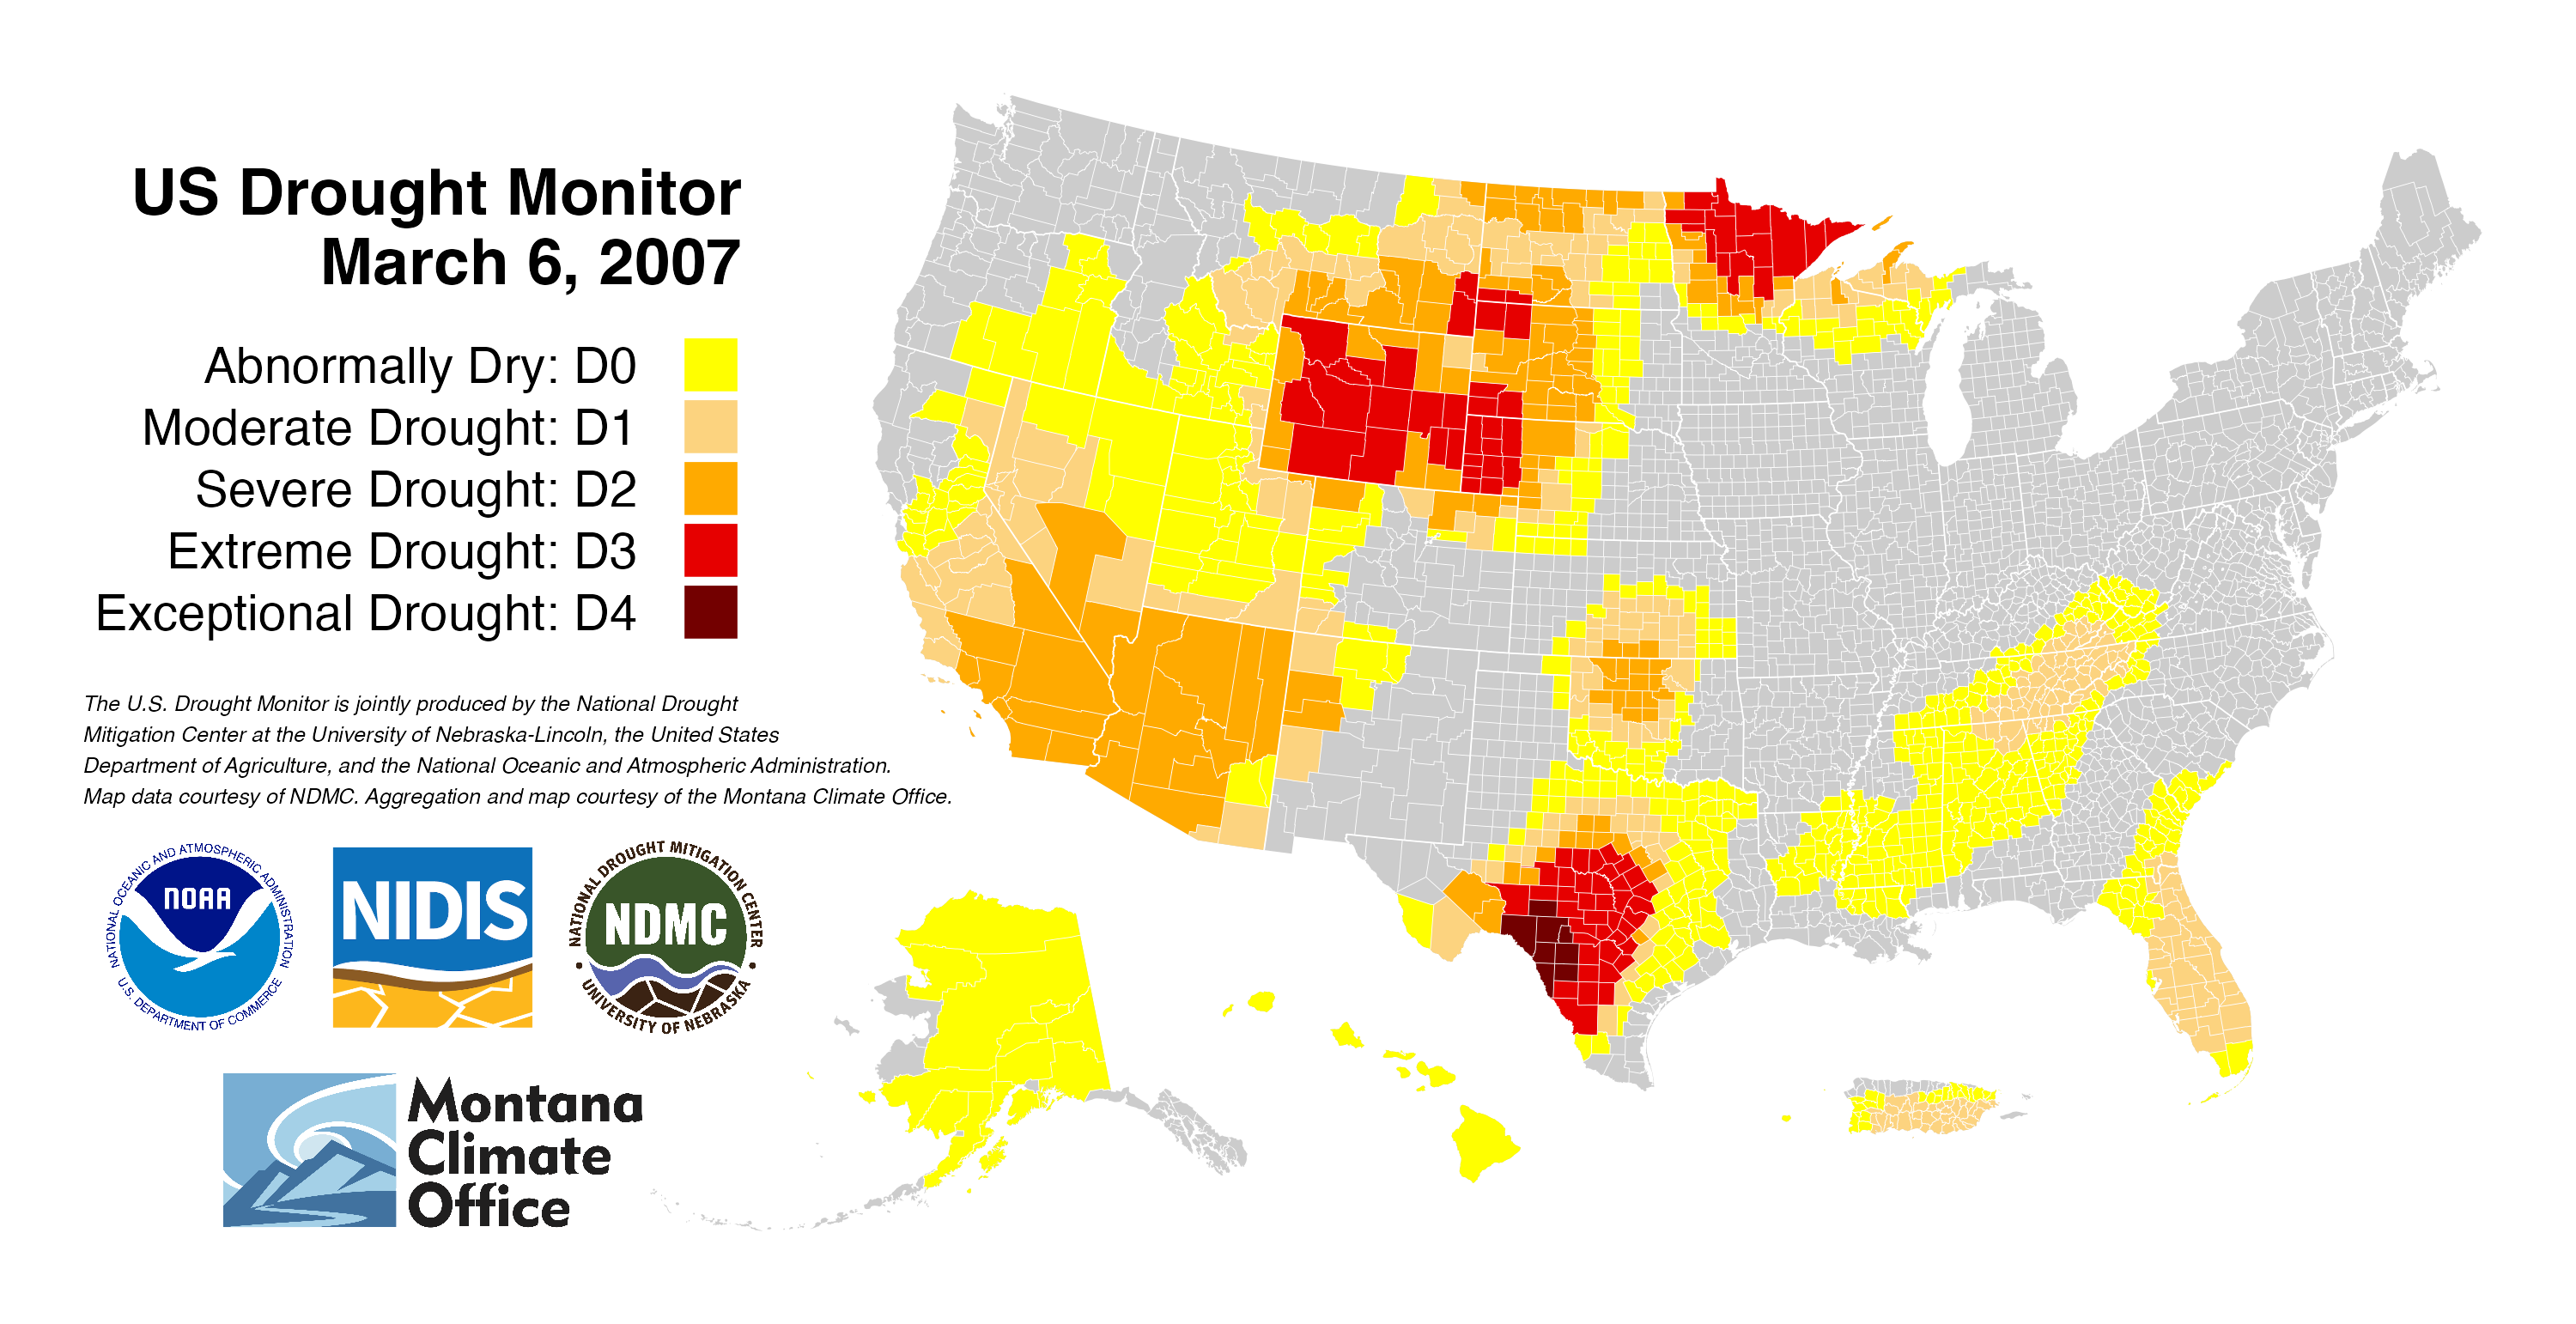 US Drought Monitor
March 6, 2007
Abnormally Dry: D0
Moderate Drought: D1
Severe Drought: D2
Extreme Drought: D3
Exceptional Drought: D4
The U.S. Drought Monitor is jointly produced by the National Drought
Mitigation Center at the University of Nebraska-Lincoln, the United States
Department of Agriculture, and the National Oceanic and Atmospheric Administration.
Map data courtesy of NDMC. Aggregation and map courtesy of the Montana Climate Office.
NATIONAL OCEANIC AND ATMOSPHERIC ADMINISTRATION
NOAA
U.S. DEPARTMENT OF COMMERCE
NIDIS
NATIONAL DROUGHT MITIGATION CENTER
NDMC
UNIVERSITY OF NEBRASKA
Montana
Climate
Office